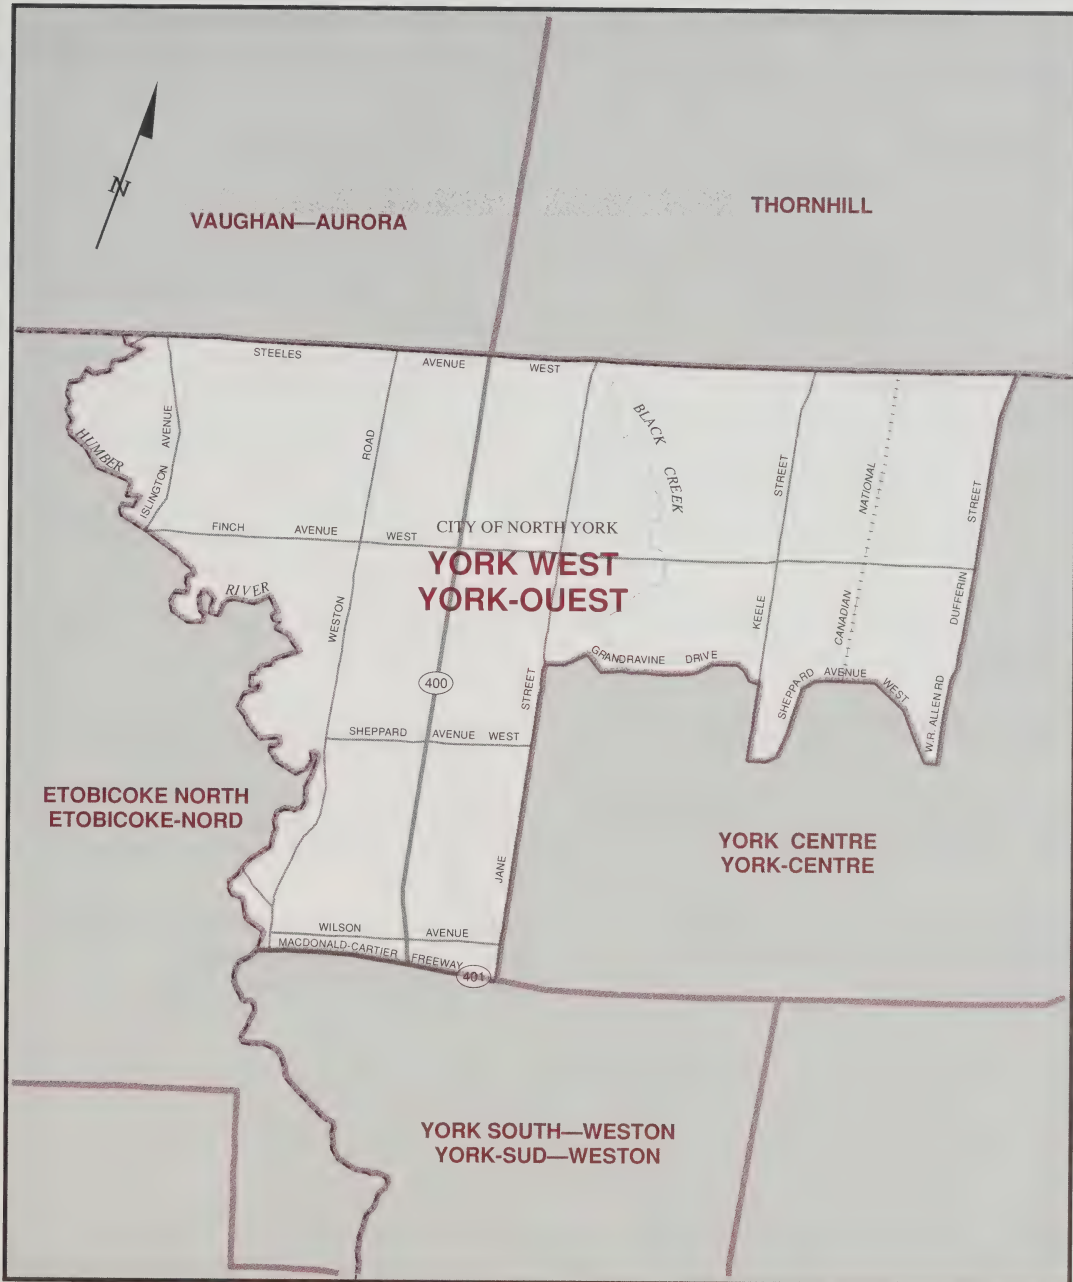 N
VAUGHAN—AURORA
THORNHILL
STEELES AVENUE WEST
HUMBER
ISLINGTON AVENUE
ROAD
BLACK CREEK
STREET
NATIONAL
STREET
FINCH AVENUE WEST
CITY OF NORTH YORK
YORK WEST
YORK-OUEST
RIVER
WESTON
KEELE
CANADIAN
DUFFERIN
GRANDRAVINE DRIVE
400
STREET
SHEPPARD AVENUE WEST
W.R. ALLEN RD
SHEPPARD AVENUE WEST
ETOBICOKE NORTH
ETOBICOKE-NORD
YORK CENTRE
YORK-CENTRE
JANE
WILSON AVENUE
MACDONALD-CARTIER FREEWAY
401
YORK SOUTH—WESTON
YORK-SUD—WESTON